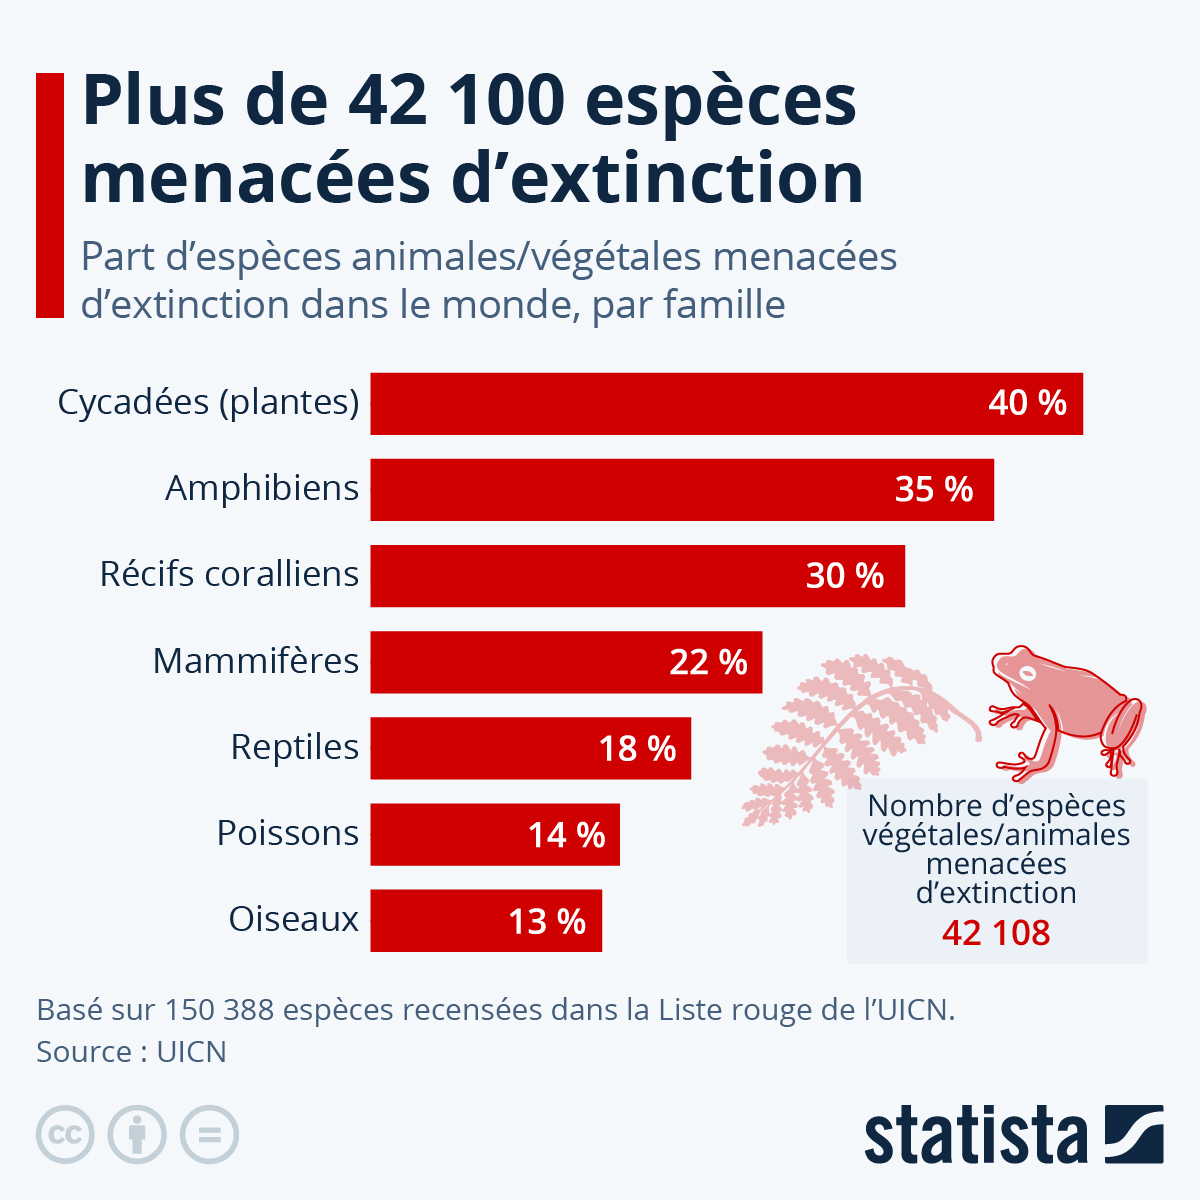 Plus de 42 100 espèces
menacées d’extinction
Part d’espèces animales/végétales menacées
d’extinction dans le monde, par famille
Cycadées (plantes) 40 %
Amphibiens 35 %
Récifs coralliens 30 %
Mammifères 22 %
Reptiles 18 %
Poissons 14 %
Oiseaux 13 %
Nombre d’espèces
végétales/animales
menacées
d’extinction
42 108
Basé sur 150 388 espèces recensées dans la Liste rouge de l’UICN.
Source : UICN
cc
statista